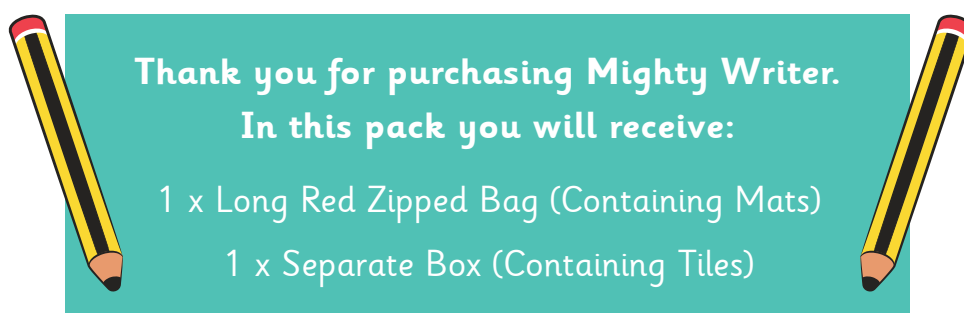 Thank you for purchasing Mighty Writer.
In this pack you will receive:
1 x Long Red Zipped Bag (Containing Mats)
1 x Separate Box (Containing Tiles)